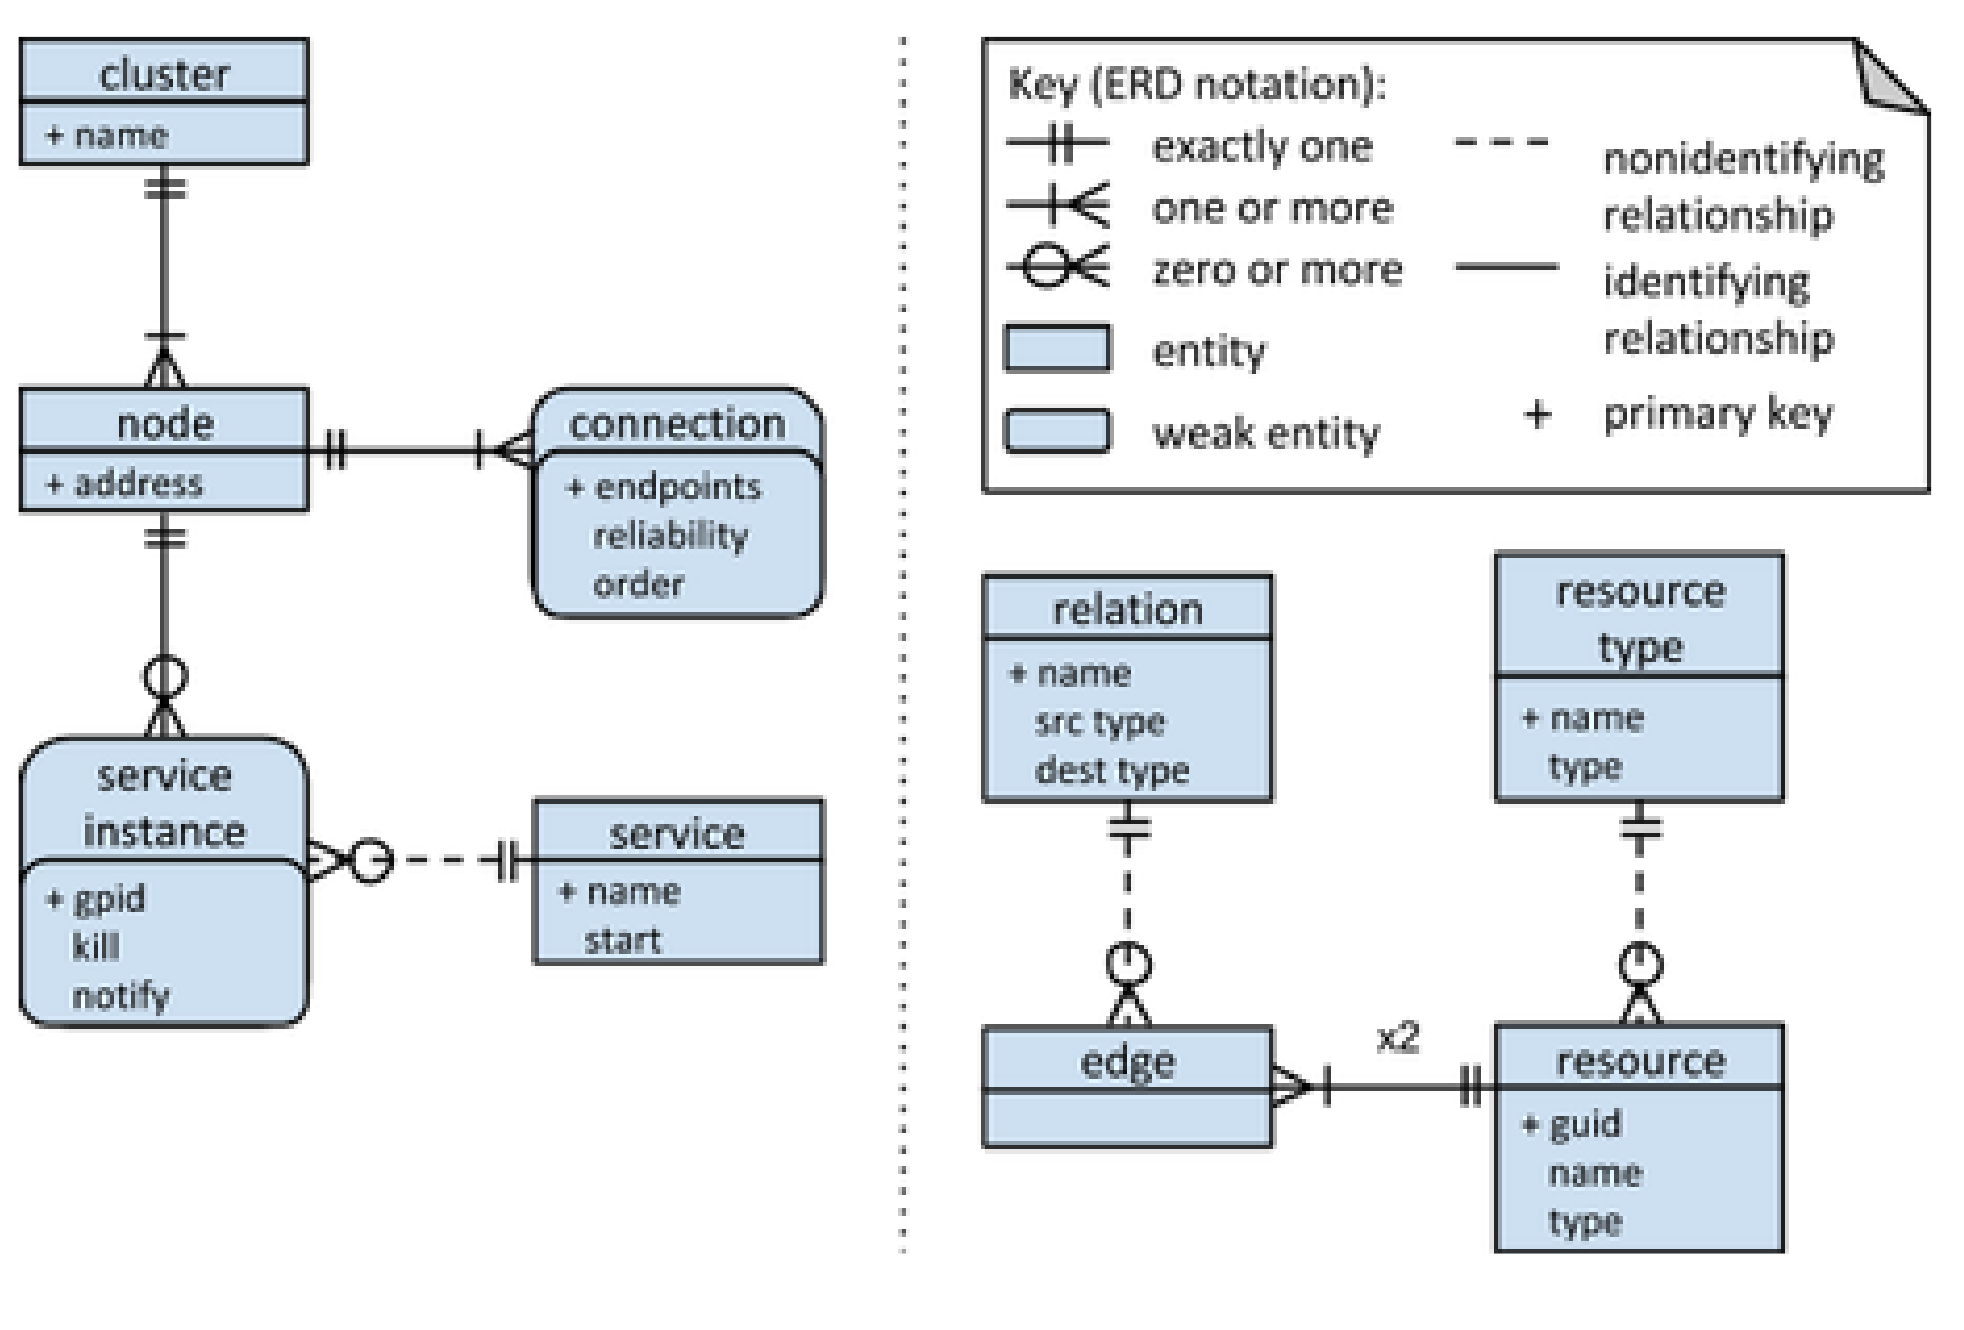 cluster
+ name
node
+ address
connection
+ endpoints
reliability
order
service
instance
+ gpid
kill
notify
service
+ name
start
Key (ERD notation):
exactly one
one or more
zero or more
entity
weak entity
nonidentifying
relationship
identifying
relationship
+ primary key
relation
+ name
src type
dest type
resource
type
+ name
type
edge
x2
resource
+ guid
name
type